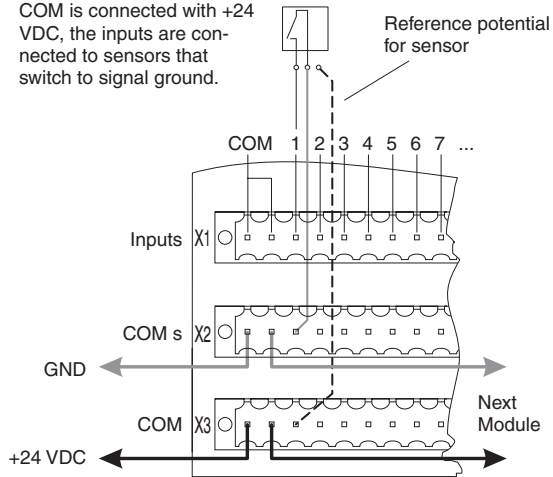 COM is connected with +24
VDC, the inputs are con-
nected to sensors that
switch to signal ground.
Reference potential
for sensor
COM 1 2 3 4 5 6 7 ...
Inputs X1
COM s X2
GND
COM X3
Next
Module
+24 VDC